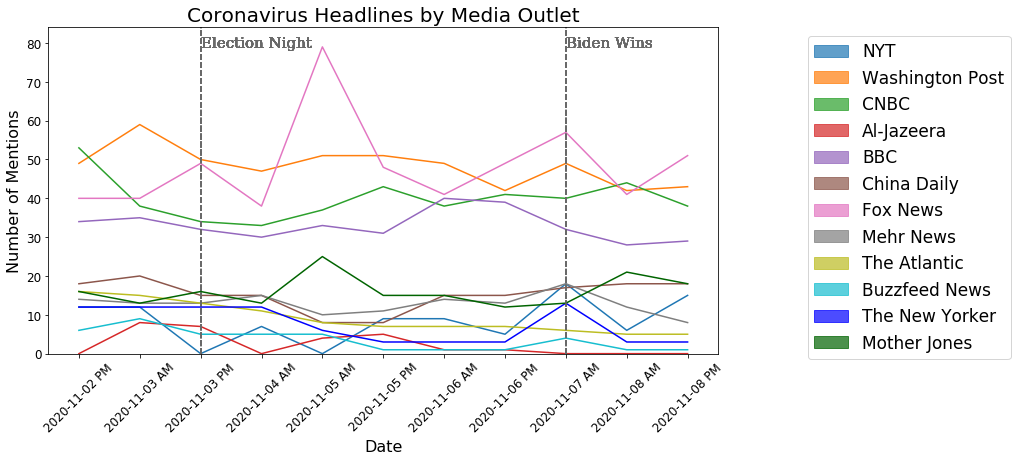 Coronavirus Headlines by Media Outlet
Election Night
Biden Wins
Number of Mentions
80
70
60
50
40
30
20
10
0
2020-11-02 PM
2020-11-03 AM
2020-11-03 PM
2020-11-04 AM
2020-11-05 AM
2020-11-05 PM
2020-11-06 AM
2020-11-06 PM
2020-11-07 AM
2020-11-08 AM
2020-11-08 PM
Date
NYT
Washington Post
CNBC
Al-Jazeera
BBC
China Daily
Fox News
Mehr News
The Atlantic
Buzzfeed News
The New Yorker
Mother Jones